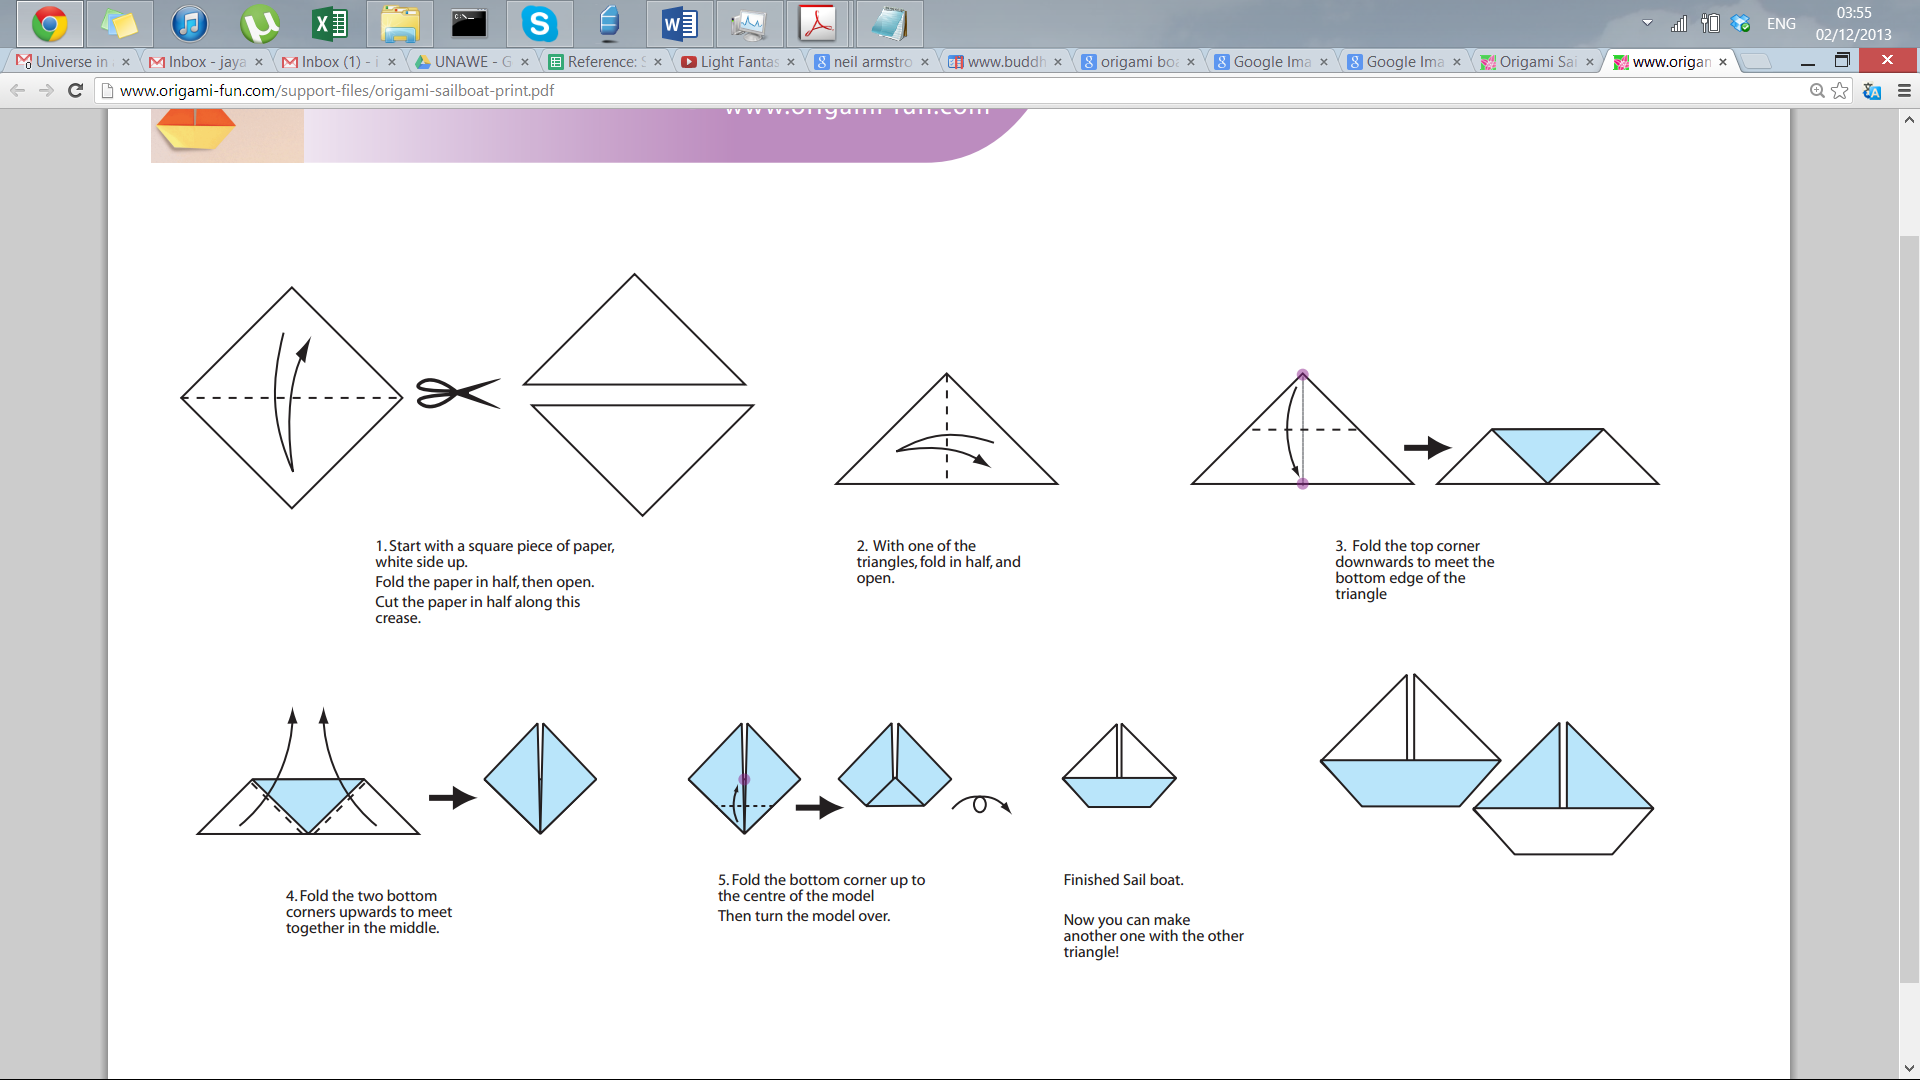 03:55
ENG
02/12/2013
Universe in
Inbox - jaya
Inbox (1) - i
UNAWE - G
Reference: S
Light Fantas
neil armstro
www.buddh
origami boa
Google Ima
Google Ima
Origami Sai
www.origan
www.origami-fun.com/support-files/origami-sailboat-print.pdf
www.origami-fun.com
1. Start with a square piece of paper,
white side up.
Fold the paper in half, then open.
Cut the paper in half along this
crease.
2. With one of the
triangles, fold in half, and
open.
3. Fold the top corner
downwards to meet the
bottom edge of the
triangle
4. Fold the two bottom
corners upwards to meet
together in the middle.
5. Fold the bottom corner up to
the centre of the model
Then turn the model over.
Finished Sail boat.
Now you can make
another one with the other
triangle!